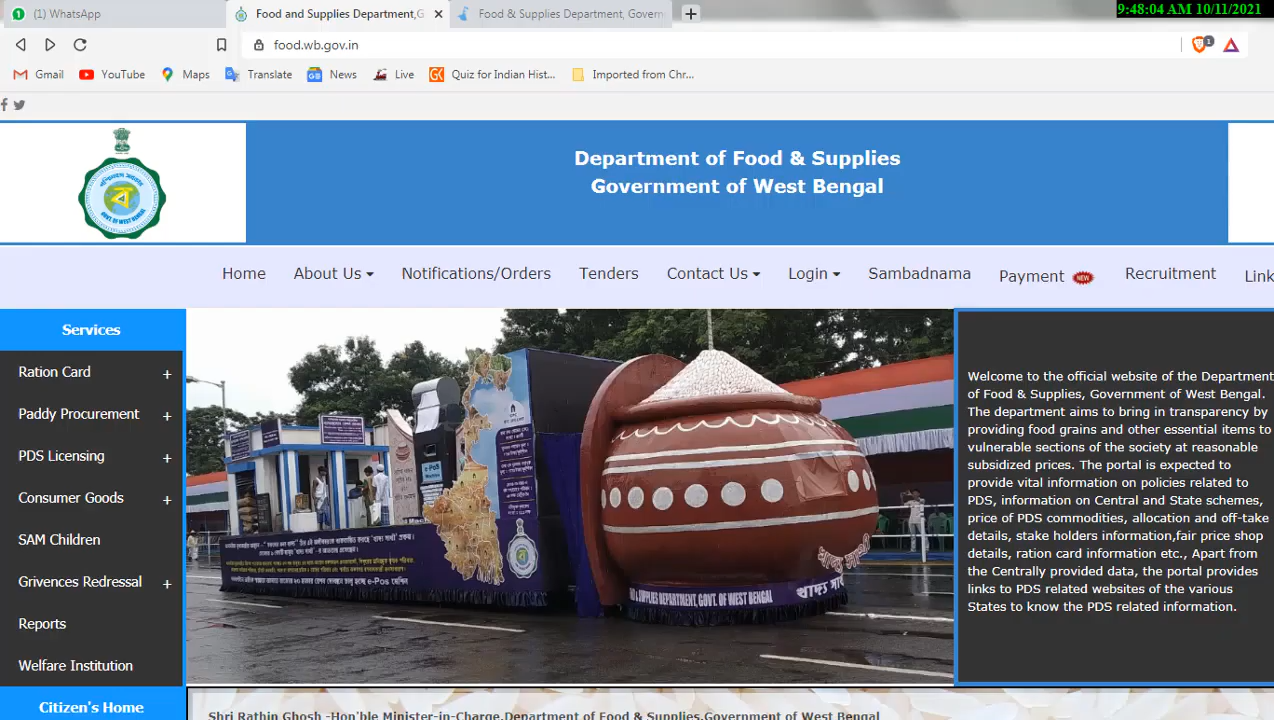 (1) WhatsApp
Food and Supplies Department,G
Food & Supplies Department, Govern
9:48:04 AM 10/11/2021
food.wb.gov.in
1
Gmail
YouTube
Maps
Translate
News
Live
Quiz for Indian Hist...
Imported from Chr...
Department of Food & Supplies
Government of West Bengal
Home
About Us
Notifications/Orders
Tenders
Contact Us
Login
Sambadnama
Payment NEW
Recruitment
Link
Services
Ration Card +
Paddy Procurement +
PDS Licensing +
Consumer Goods +
SAM Children
Grivences Redressal +
Reports
Welfare Institution
Citizen's Home
e-PoS
FOOD & SUPPLIES DEPARTMENT, GOVT. OF WEST BENGAL
Welcome to the official website of the Department
of Food & Supplies, Government of West Bengal.
The department aims to bring in transparency by
providing food grains and other essential items to
vulnerable sections of the society at reasonable
subsidized prices. The portal is expected to
provide vital information on policies related to
PDS, information on Central and State schemes,
price of PDS commodities, allocation and off-take
details, stake holders information,fair price shop
details, ration card information etc., Apart from
the Centrally provided data, the portal provides
links to PDS related websites of the various
States to know the PDS related information.
Shri Rathin Ghosh -Hon'ble Minister-in-Charge,Department of Food & Supplies,Government of West Bengal